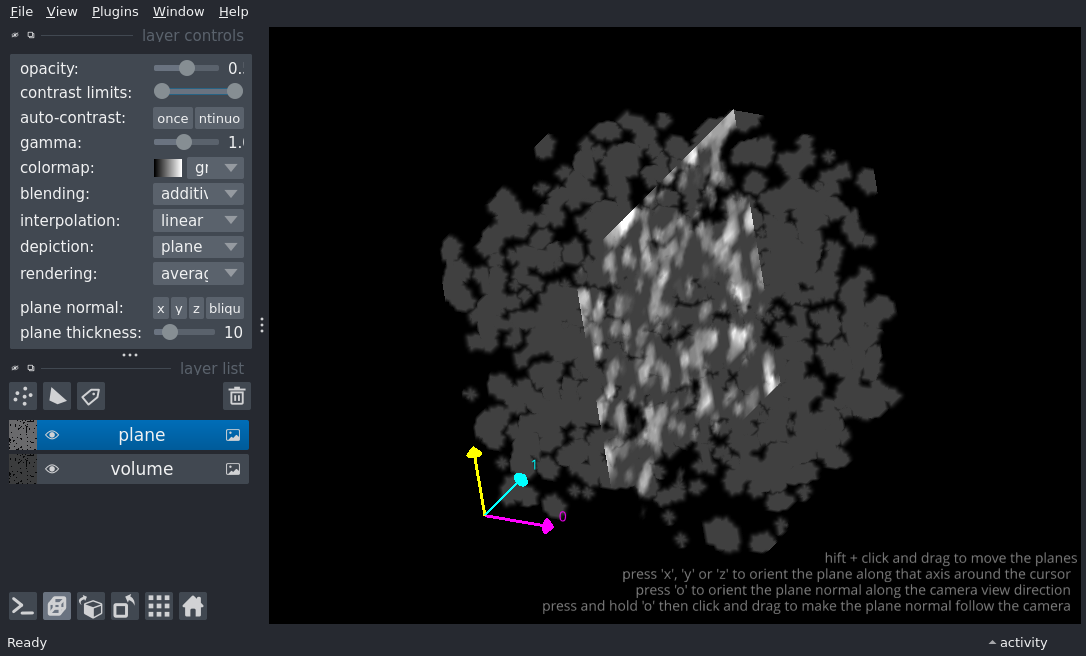 File View Plugins Window Help
layer controls
opacity: 0.
contrast limits:
auto-contrast: once ntinuo
gamma: 1.
colormap: gr
blending: additiv
interpolation: linear
depiction: plane
rendering: averag
plane normal: x y z bliqu
plane thickness: 10
layer list
plane
volume
1
0
hift + click and drag to move the planes
press 'x', 'y' or 'z' to orient the plane along that axis around the cursor
press 'o' to orient the plane normal along the camera view direction
press and hold 'o' then click and drag to make the plane normal follow the camera
Ready activity